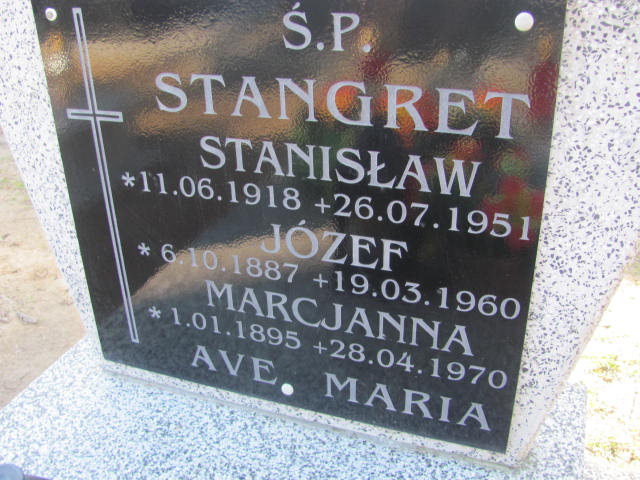 Ś.P.
STANGRET
STANISŁAW
*11.06.1918 +26.07.1951
JÓZEF
* 6.10.1887 +19.03.1960
MARCJANNA
* 1.01.1895 +28.04.1970
AVE MARIA